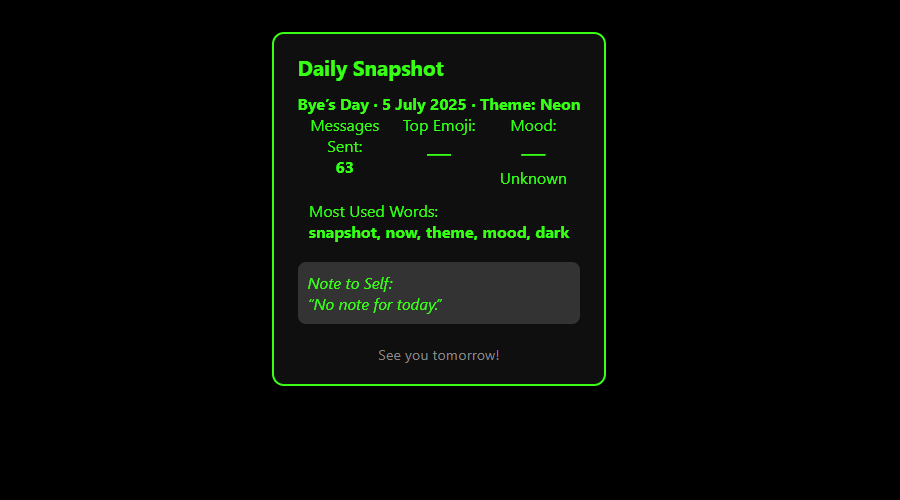 Daily Snapshot
Bye’s Day · 5 July 2025 · Theme: Neon
Messages Sent:
63
Top Emoji:
—
Mood:
—
Unknown
Most Used Words:
snapshot, now, theme, mood, dark
Note to Self:
“No note for today.”
See you tomorrow!